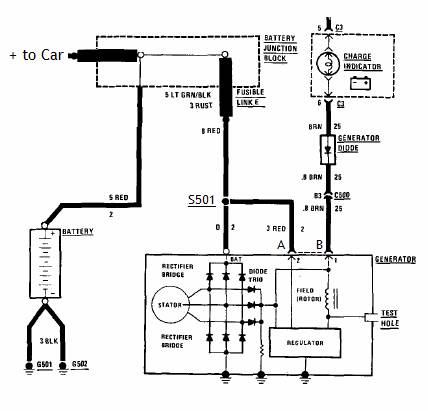 + to Car
BATTERY
JUNCTION
BLOCK
5 LT GRN/BLK
3 RUST
FUSIBLE
LINK E
8 RED
5 C3
CHARGE
INDICATOR
6 C3
BRN 25
GENERATOR
DIODE
.8 BRN 25
B3 C500
.8 BRN 25
5 RED
2
S501
3 RED 2
A B
2
BAT 2 1
GENERATOR
+ BATTERY
-
RECTIFIER
BRIDGE
DIODE
TRIO
STATOR
FIELD
(ROTOR)
TEST
HOLE
RECTIFIER
BRIDGE
REGULATOR
3 BLK
G501 G502